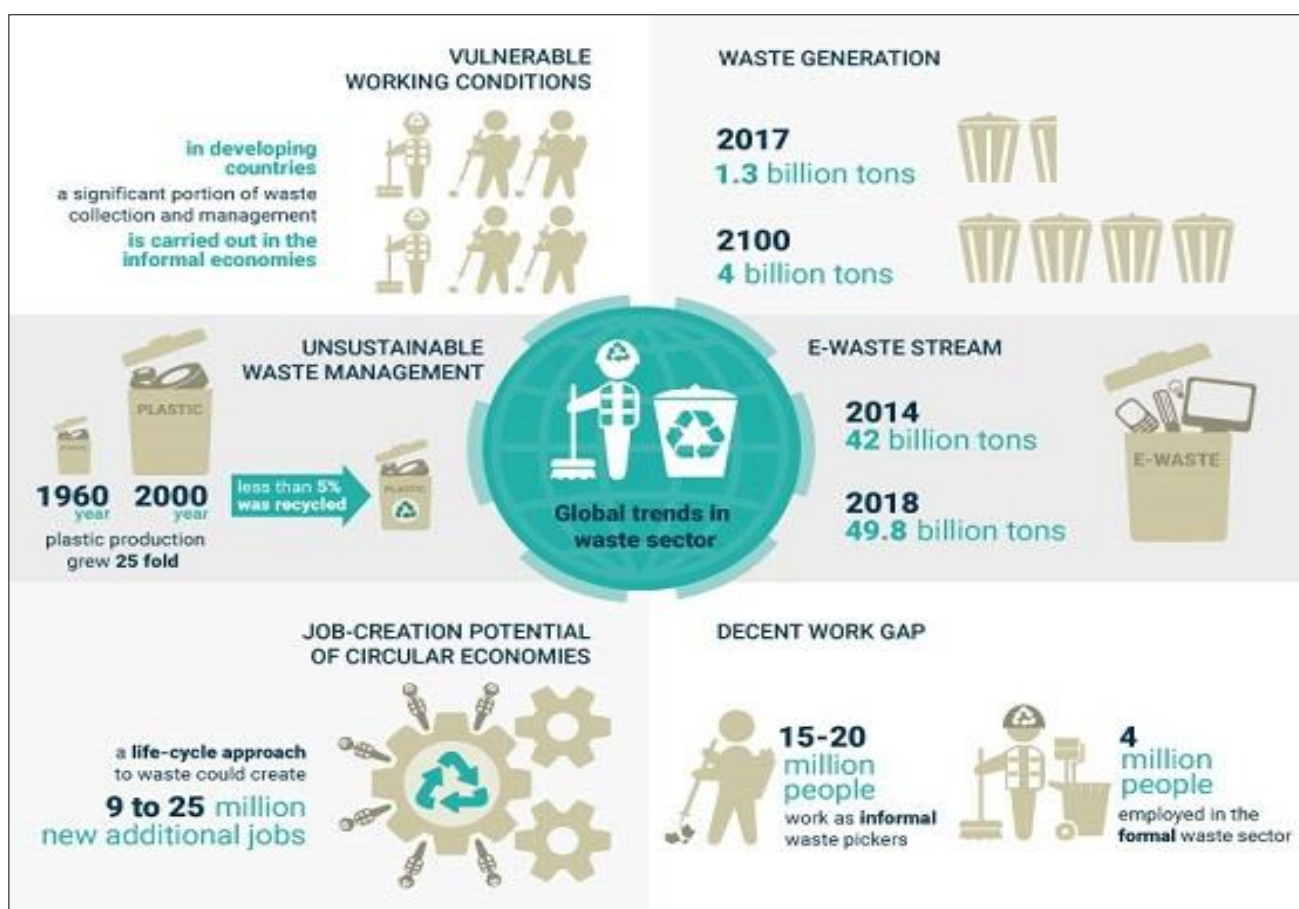 VULNERABLE
WORKING CONDITIONS
in developing
countries
a significant portion of waste
collection and management
is carried out in the
informal economies
WASTE GENERATION
2017
1.3 billion tons
2100
4 billion tons
UNSUSTAINABLE
WASTE MANAGEMENT
PLASTIC
PLASTIC
1960
year
2000
year
plastic production
grew 25 fold
less than 5%
was recycled
PLASTIC
Global trends in
waste sector
E-WASTE STREAM
2014
42 billion tons
2018
49.8 billion tons
E-WASTE
JOB-CREATION POTENTIAL
OF CIRCULAR ECONOMIES
a life-cycle approach
to waste could create
9 to 25 million
new additional jobs
DECENT WORK GAP
15-20
million
people
work as informal
waste pickers
4
million
people
employed in the
formal waste sector